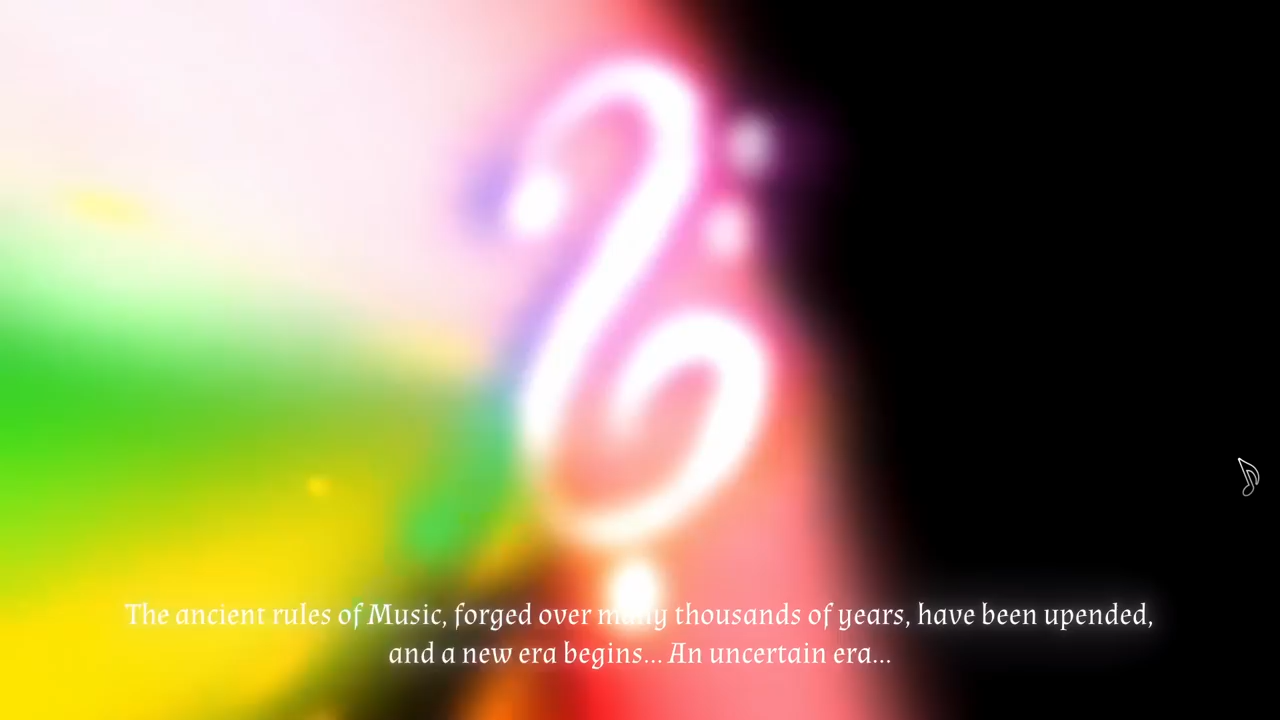 The ancient rules of Music, forged over many thousands of years, have been upended,
and a new era begins... An uncertain era...